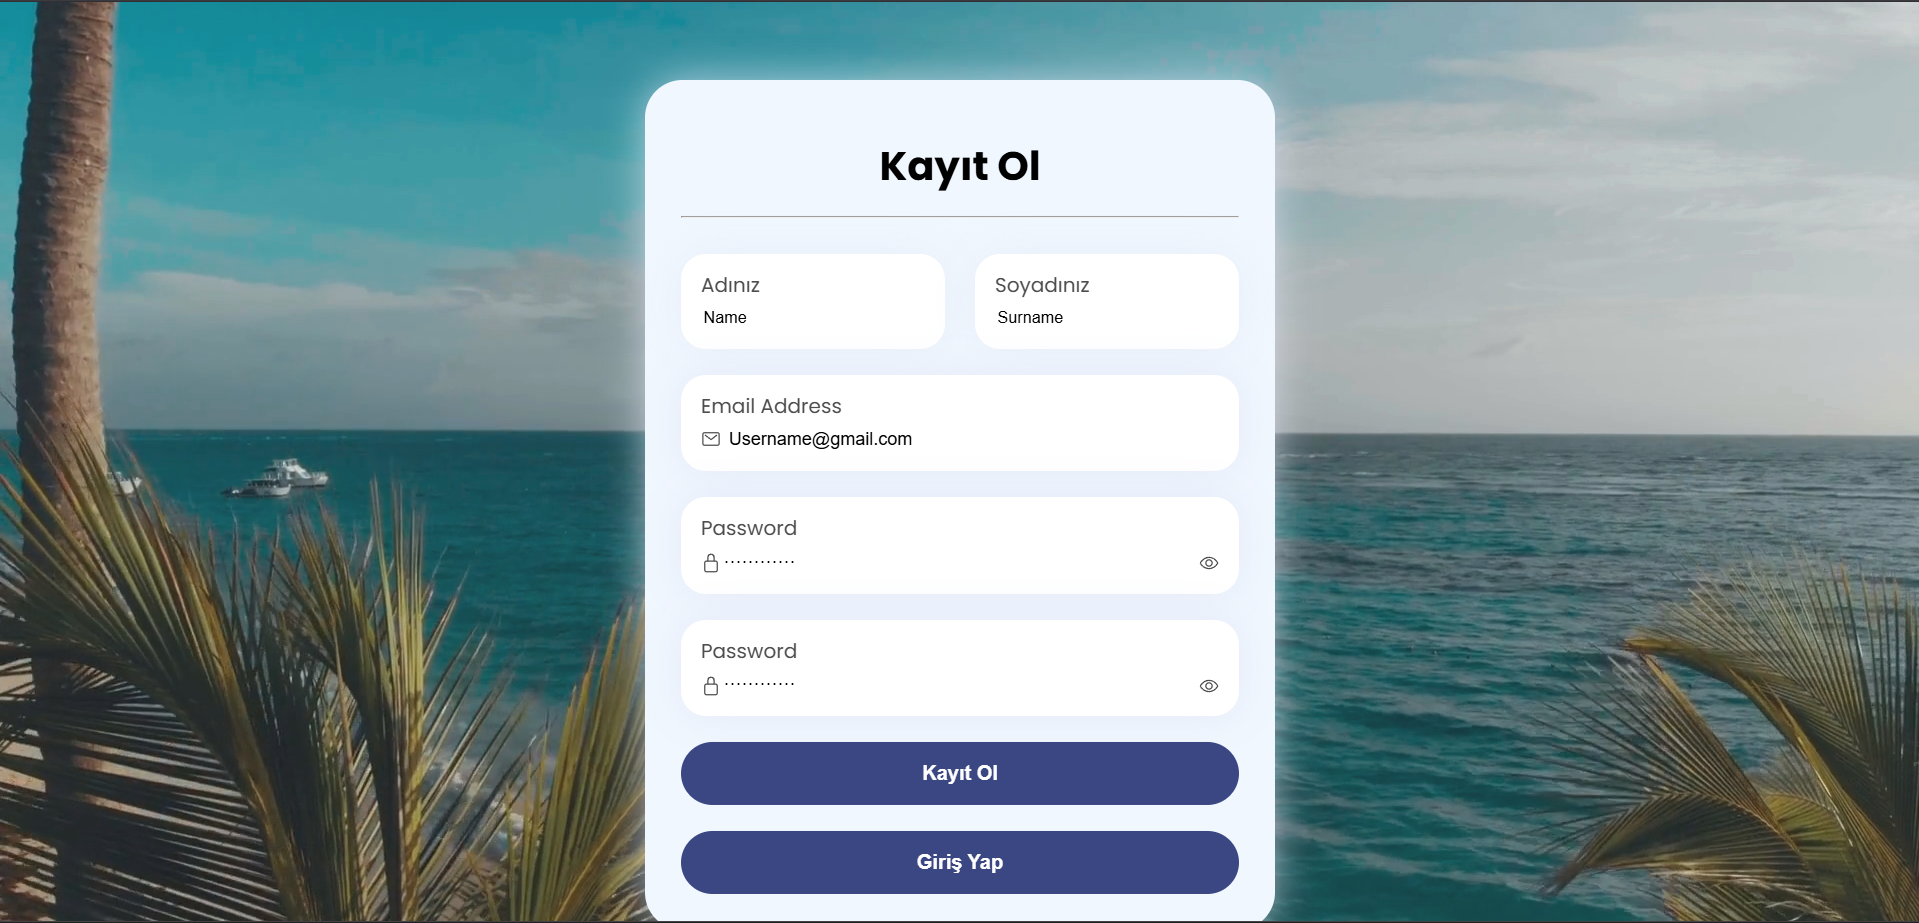 Kayıt Ol
Adınız
Soyadınız
Name
Surname
Email Address
Username@gmail.com
Password
············
Password
············
Kayıt Ol
Giriş Yap